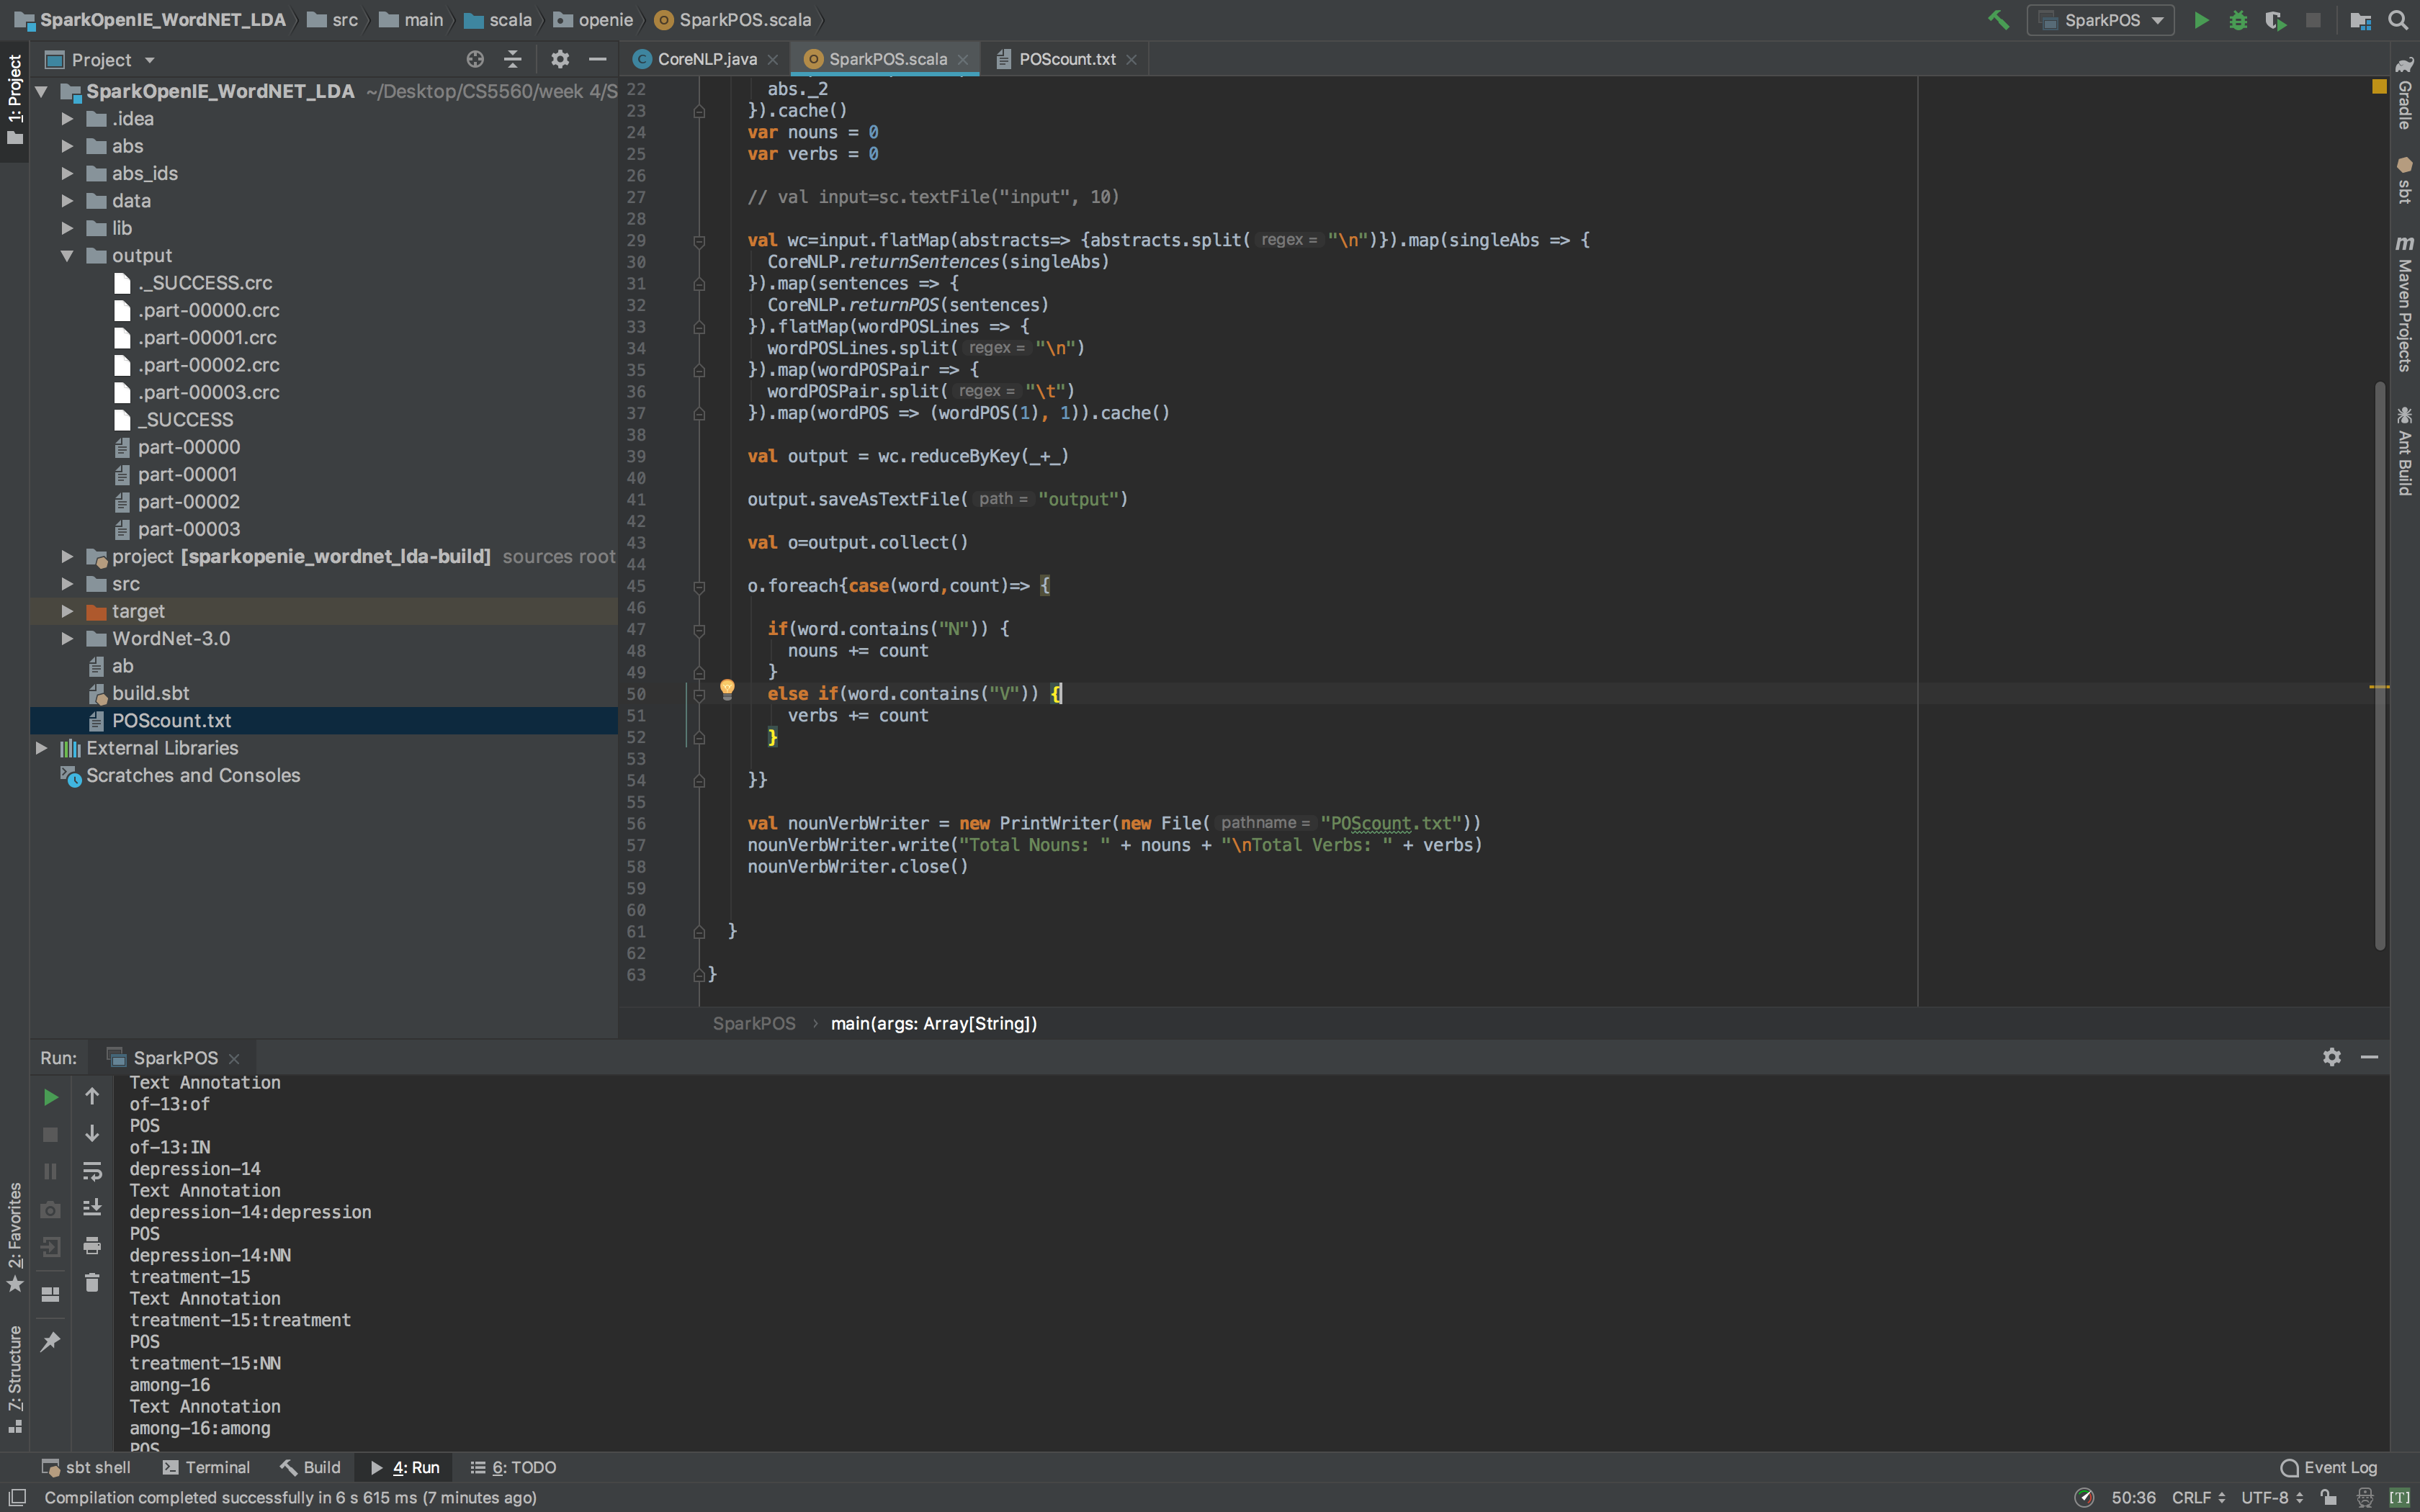 SparkOpenIE_WordNET_LDA src main scala openie SparkPOS.scala SparkPOS
Project CoreNLP.java SparkPOS.scala POScount.txt
1: Project
SparkOpenIE_WordNET_LDA ~/Desktop/CS5560/week 4/S
.idea
abs
abs_ids
data
lib
output
._SUCCESS.crc
.part-00000.crc
.part-00001.crc
.part-00002.crc
.part-00003.crc
_SUCCESS
part-00000
part-00001
part-00002
part-00003
project [sparkopenie_wordnet_lda-build] sources root
src
target
WordNet-3.0
ab
build.sbt
POScount.txt
External Libraries
Scratches and Consoles
22 abs._2
23 }).cache()
24 var nouns = 0
25 var verbs = 0
26
27 // val input=sc.textFile("input", 10)
28
29 val wc=input.flatMap(abstracts=> {abstracts.split( regex = "\n")}).map(singleAbs => {
30 CoreNLP.returnSentences(singleAbs)
31 }).map(sentences => {
32 CoreNLP.returnPOS(sentences)
33 }).flatMap(wordPOSLines => {
34 wordPOSLines.split( regex = "\n")
35 }).map(wordPOSPair => {
36 wordPOSPair.split( regex = "\t")
37 }).map(wordPOS => (wordPOS(1), 1)).cache()
38
39 val output = wc.reduceByKey(_+_)
40
41 output.saveAsTextFile( path = "output")
42
43 val o=output.collect()
44
45 o.foreach{case(word,count)=> {
46
47 if(word.contains("N")) {
48 nouns += count
49 }
50 else if(word.contains("V")) {
51 verbs += count
52 }
53
54 }}
55
56 val nounVerbWriter = new PrintWriter(new File( pathname = "POScount.txt"))
57 nounVerbWriter.write("Total Nouns: " + nouns + "\nTotal Verbs: " + verbs)
58 nounVerbWriter.close()
59
60
61 }
62
63 }
SparkPOS › main(args: Array[String])
Gradle
sbt
m Maven Projects
Ant Build
Run: SparkPOS
Text Annotation
of-13:of
POS
of-13:IN
depression-14
Text Annotation
depression-14:depression
POS
depression-14:NN
treatment-15
Text Annotation
treatment-15:treatment
POS
treatment-15:NN
among-16
Text Annotation
among-16:among
POS
2: Favorites
7: Structure
sbt shell Terminal Build 4: Run 6: TODO Event Log
Compilation completed successfully in 6 s 615 ms (7 minutes ago) 50:36 CRLF UTF-8 [T]